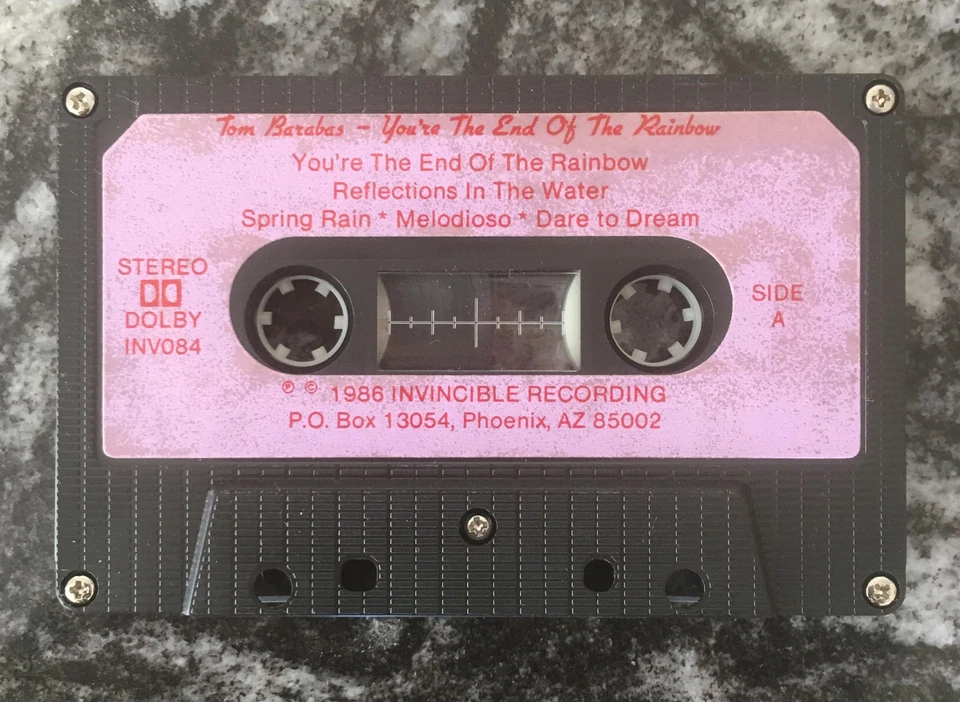 Tom Barabas – You're The End Of The Rainbow
You're The End Of The Rainbow
Reflections In The Water
Spring Rain * Melodioso * Dare to Dream
STEREO
DOLBY
INV084
SIDE
A
℗ © 1986 INVINCIBLE RECORDING
P.O. Box 13054, Phoenix, AZ 85002